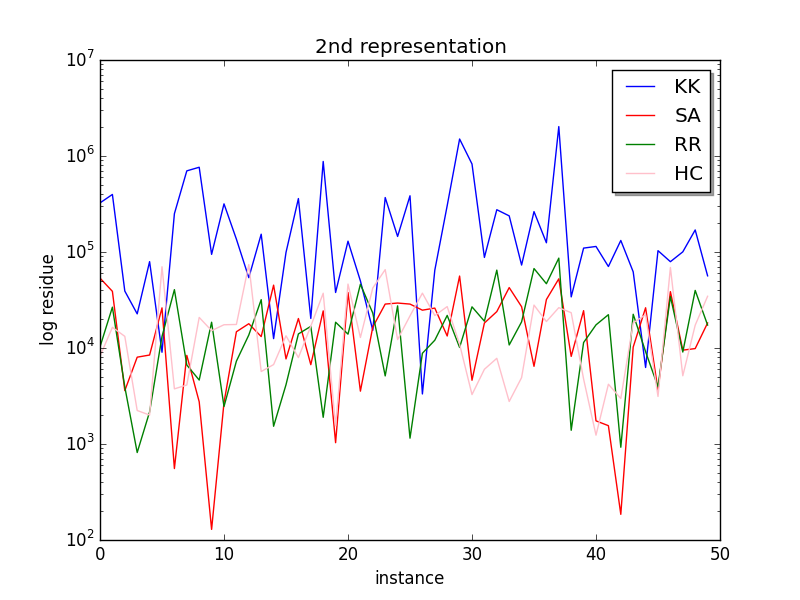 2nd representation
10^7
10^6
10^5
10^4
10^3
10^2
log residue
KK
SA
RR
HC
0 10 20 30 40 50
instance